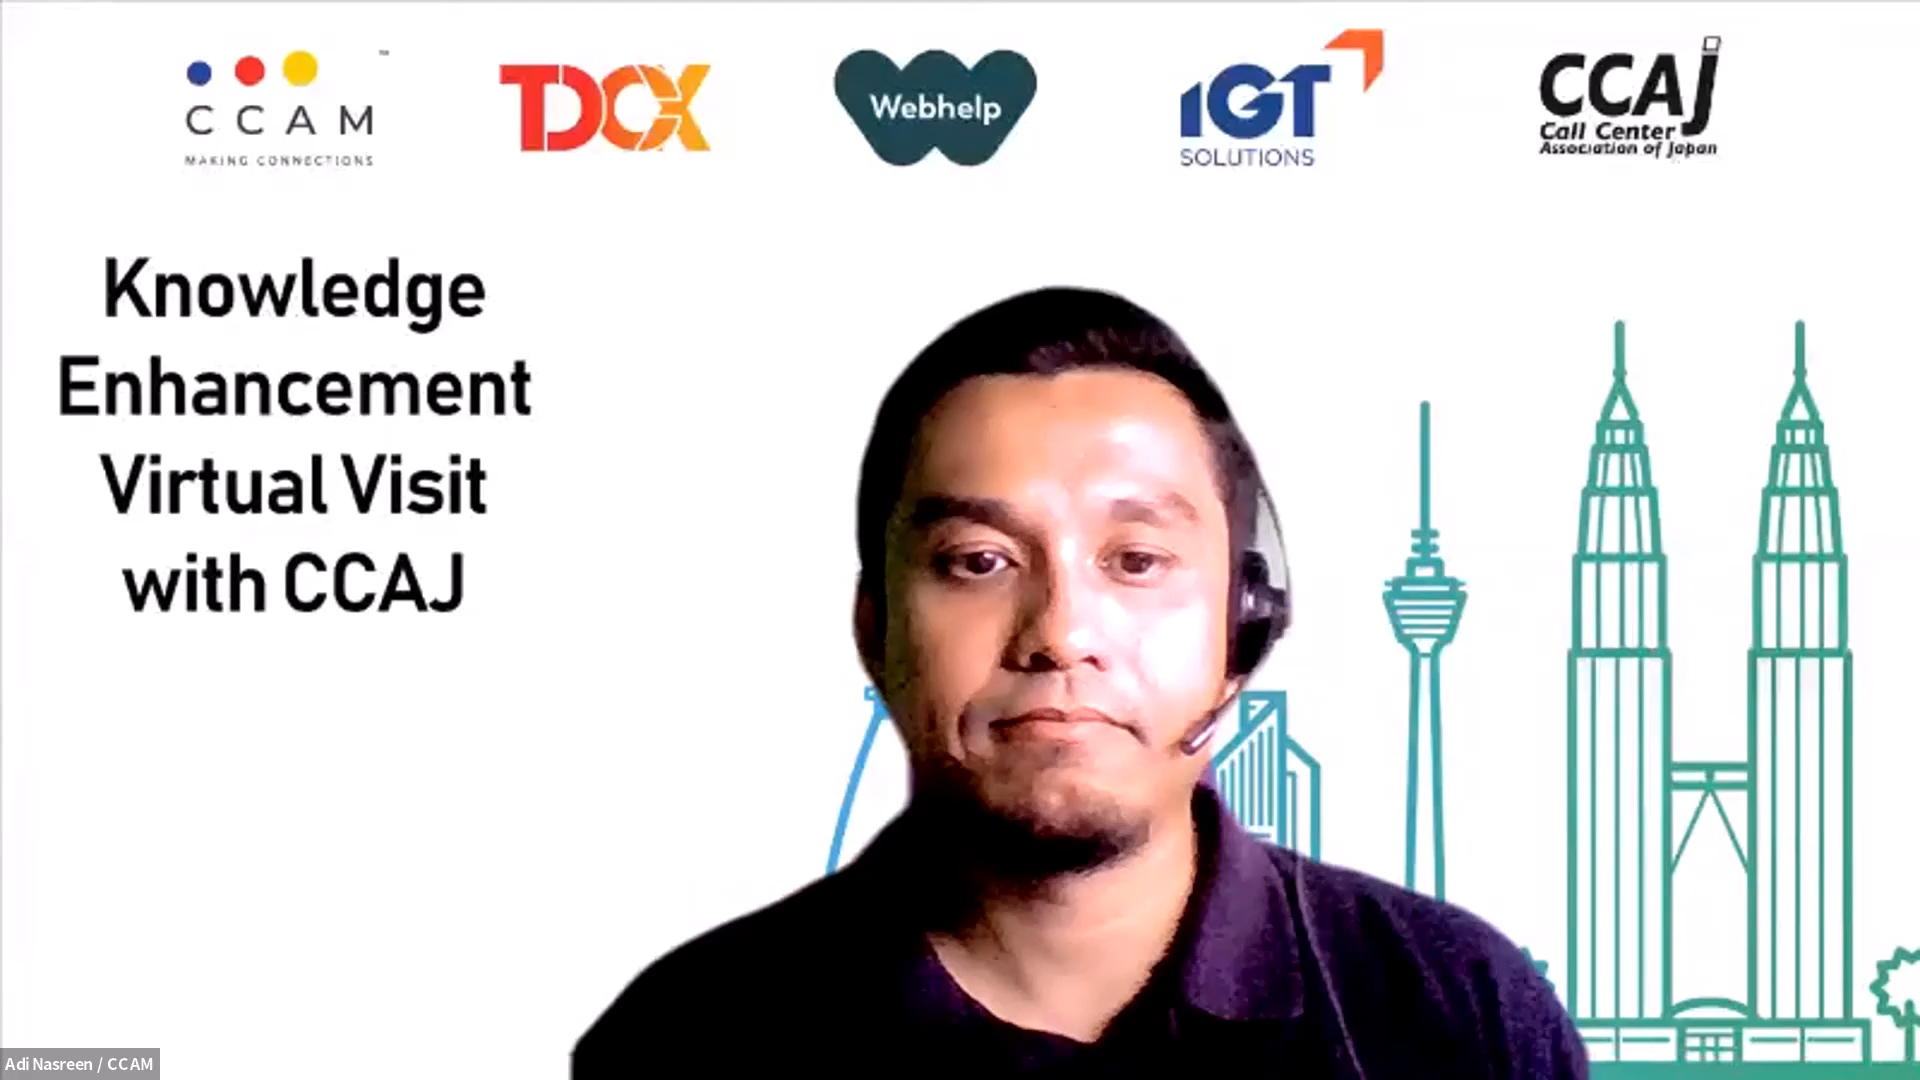 CCAM
™
MAKING CONNECTIONS
TDCX
Webhelp
IGT
SOLUTIONS
CCAJ
Call Center
Association of Japan
Knowledge
Enhancement
Virtual Visit
with CCAJ
Adi Nasreen / CCAM